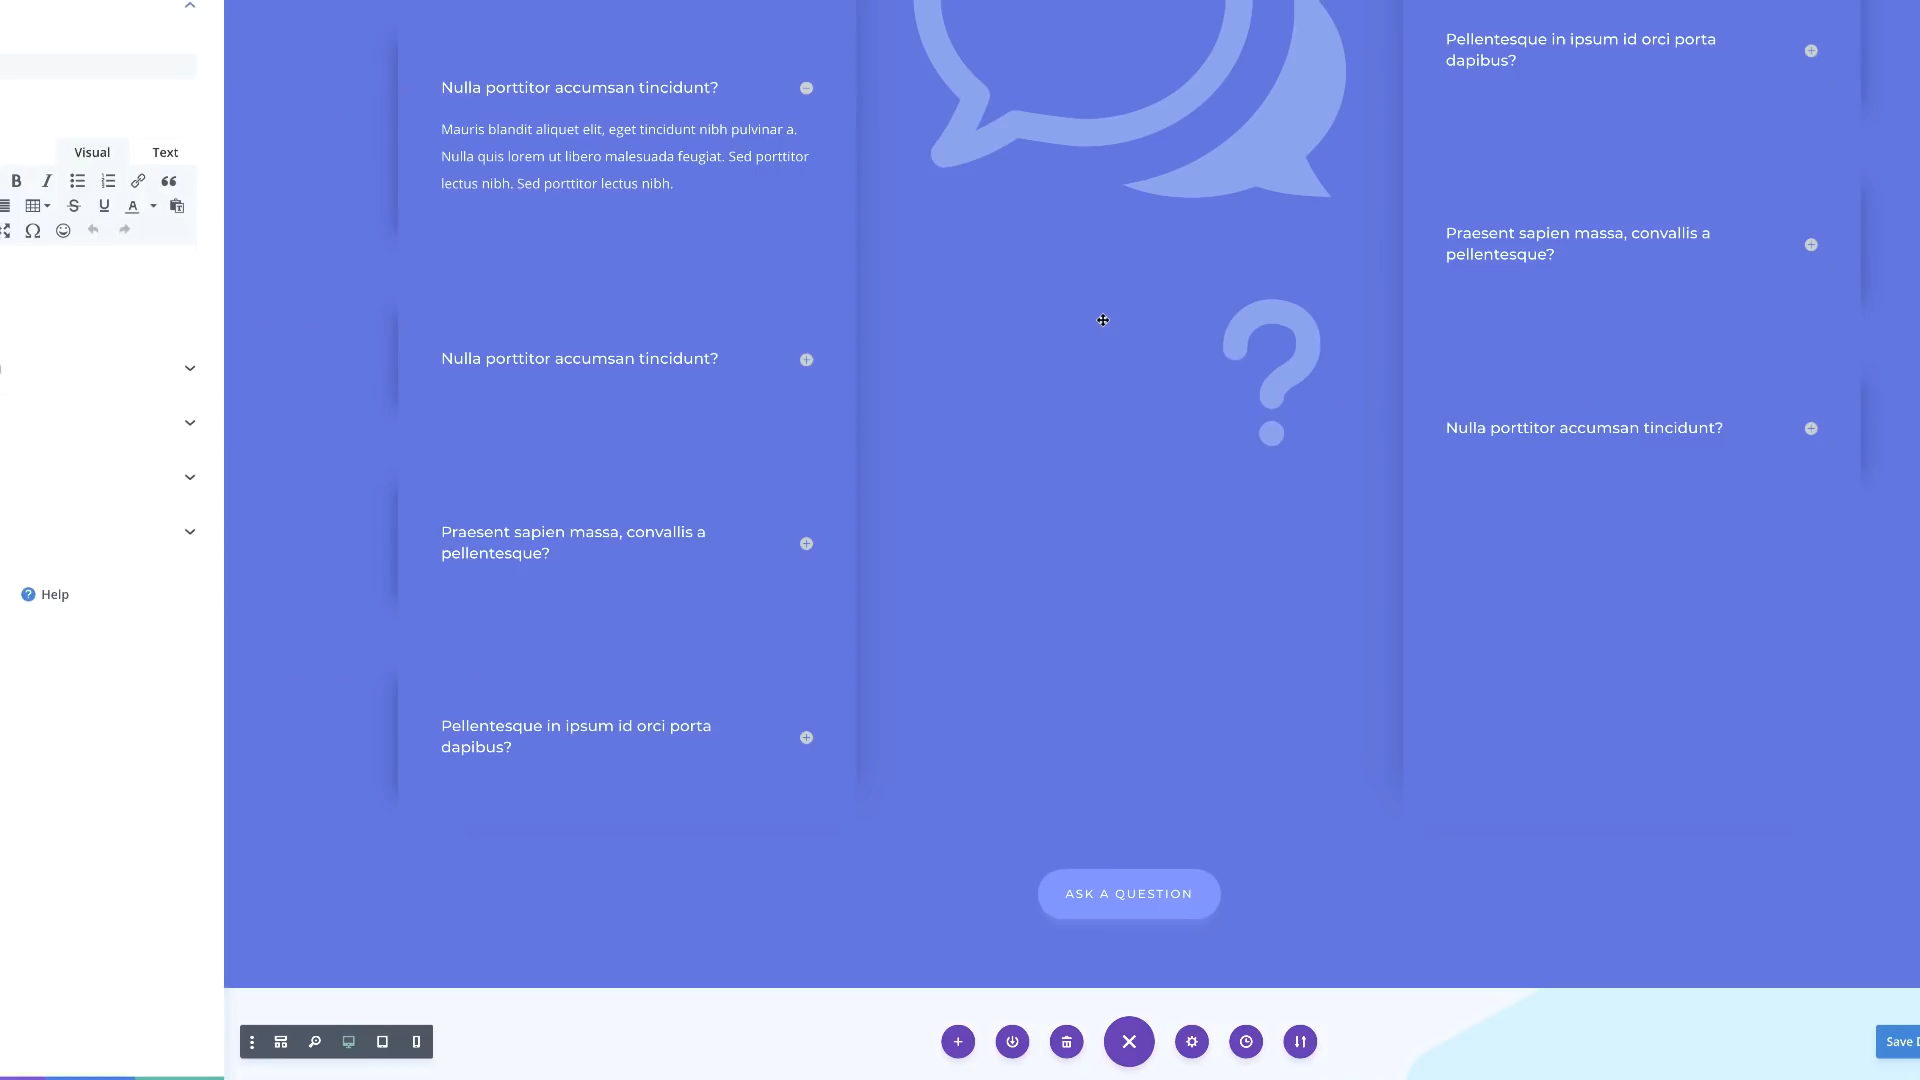 Visual
Text
Help
Nulla porttitor accumsan tincidunt?
Mauris blandit aliquet elit, eget tincidunt nibh pulvinar a.
Nulla quis lorem ut libero malesuada feugiat. Sed porttitor
lectus nibh. Sed porttitor lectus nibh.
Nulla porttitor accumsan tincidunt?
Praesent sapien massa, convallis a
pellentesque?
Pellentesque in ipsum id orci porta
dapibus?
Pellentesque in ipsum id orci porta
dapibus?
Praesent sapien massa, convallis a
pellentesque?
Nulla porttitor accumsan tincidunt?
ASK A QUESTION
Save D